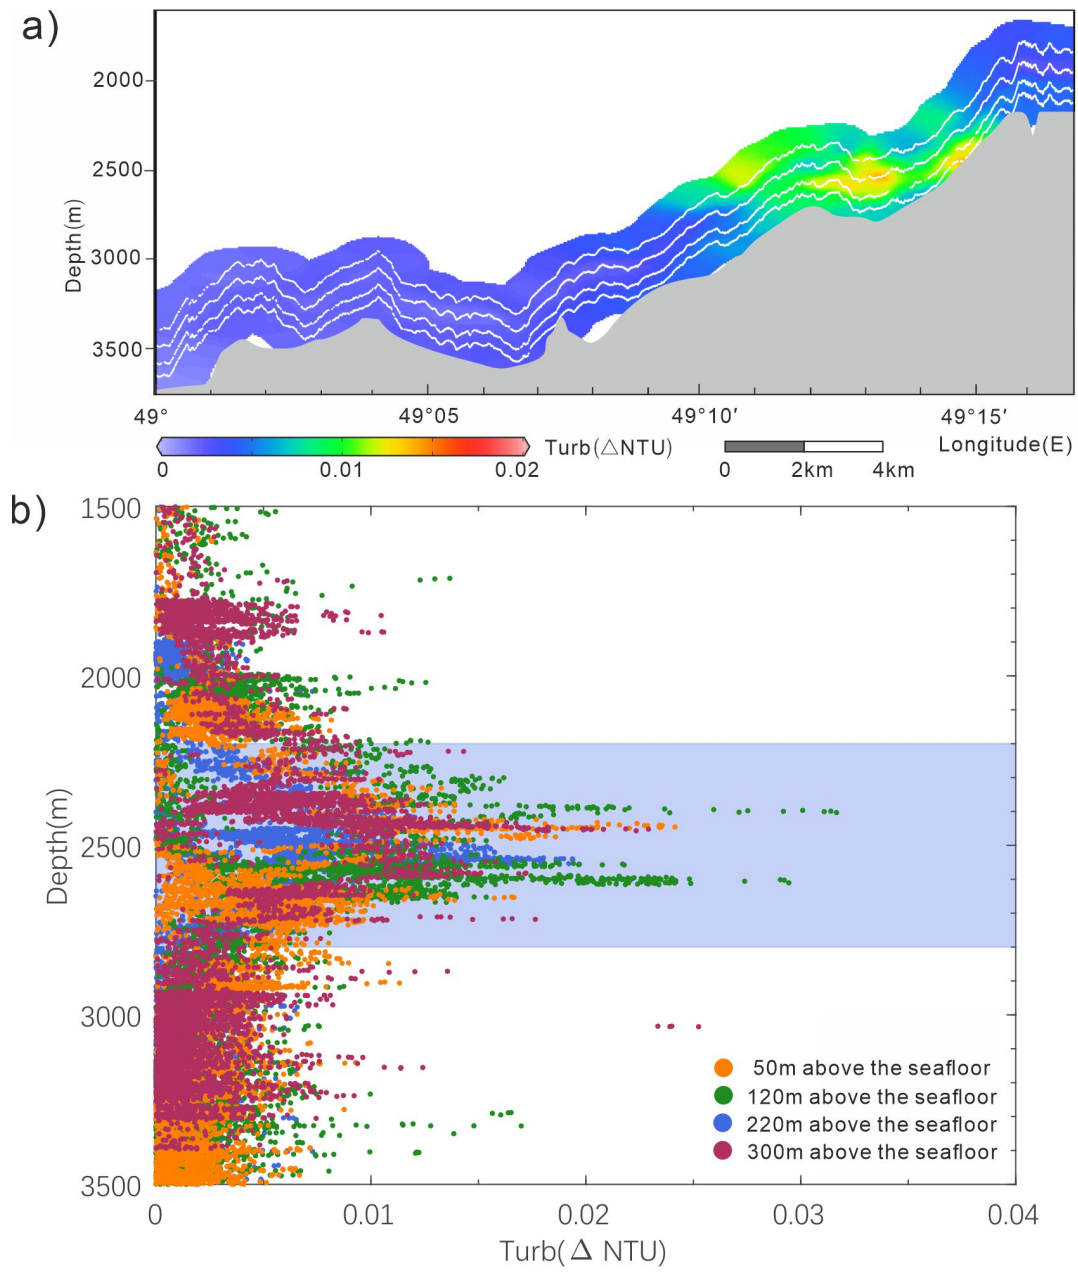 a)
2000
2500
3000
3500
Depth(m)
49°
49°05
49°10′
49°15′
Turb(△NTU)
Longitude(E)
0
0.01
0.02
0
2km
4km
b)
1500
2000
2500
3000
3500
Depth(m)
50m above the seafloor
120m above the seafloor
220m above the seafloor
300m above the seafloor
0
0.01
0.02
0.03
0.04
Turb(Δ NTU)